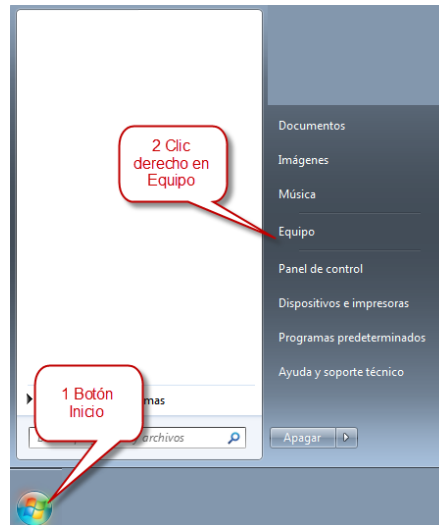 Documentos
2 Clic
derecho en
Equipo
Imágenes
Música
Equipo
Panel de control
Dispositivos e impresoras
Programas predeterminados
Ayuda y soporte técnico
1 Botón
Inicio
mas
archivos
Apagar